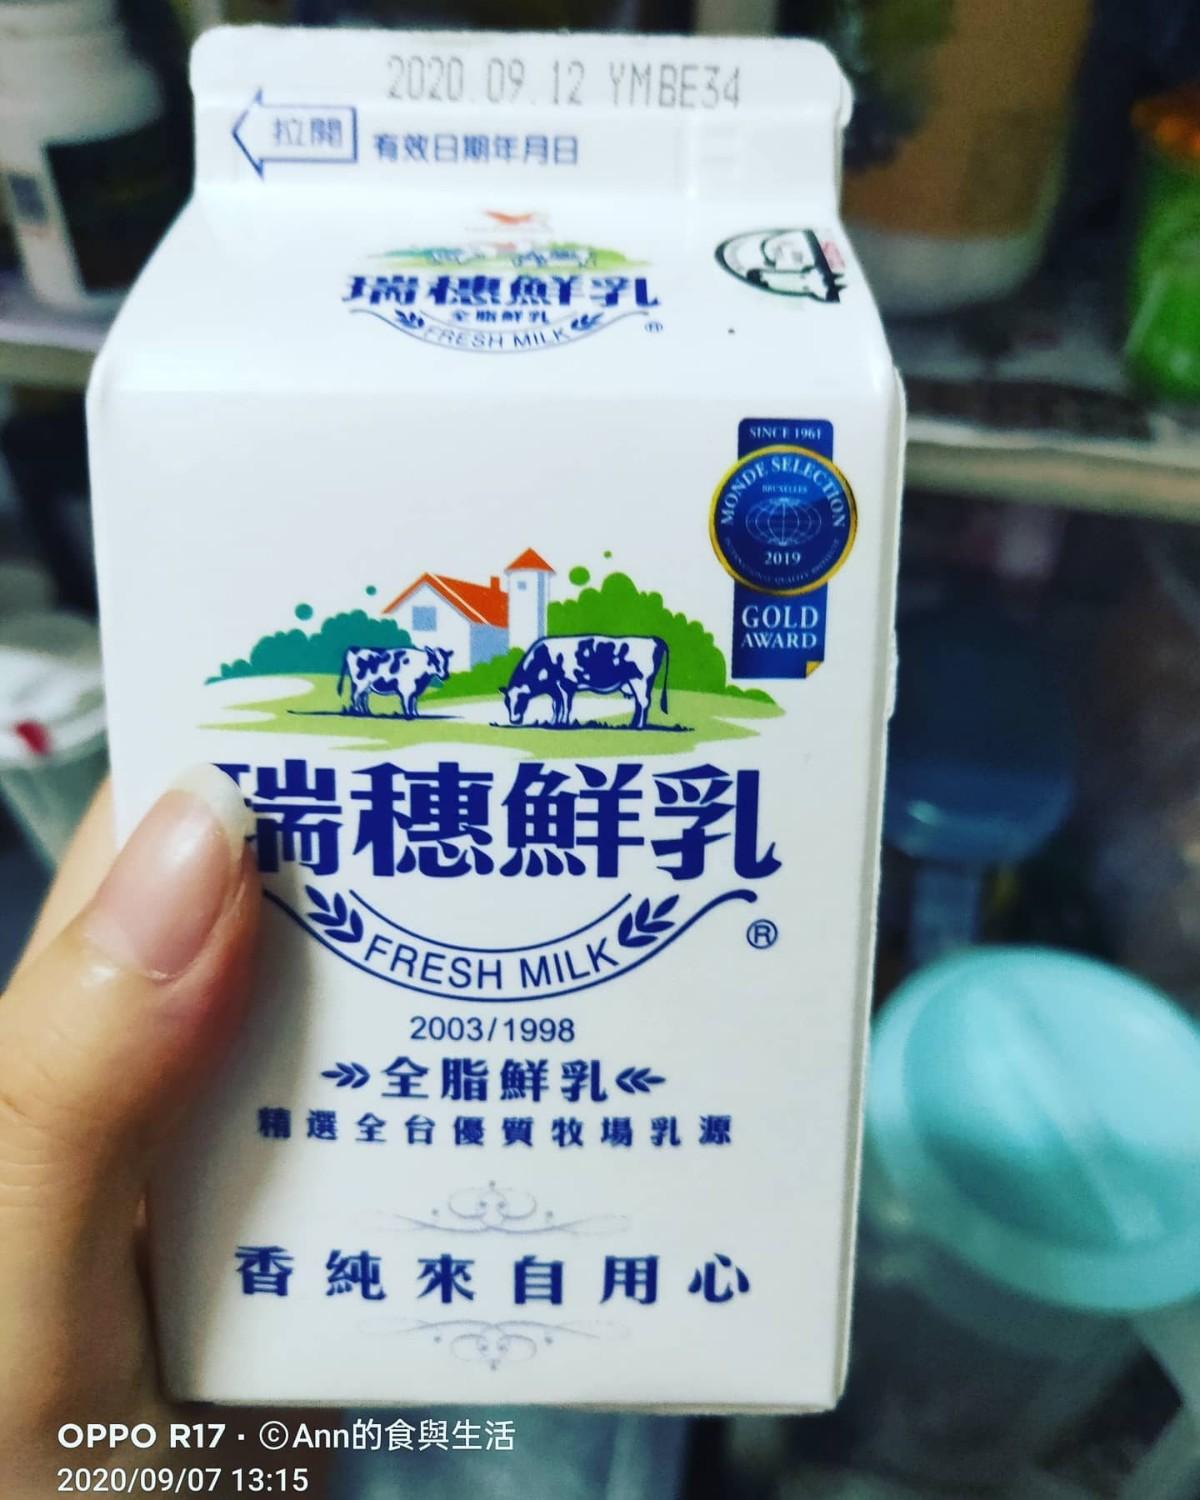 2020.09.12 YMBE34
拉開
有效日期年月日
瑞穗鮮乳
全脂鮮乳
FRESH MILK
®
SINCE 1961
MONDE SELECTION
BRUXELLES
2019
GOLD
AWARD
瑞穗鮮乳
FRESH MILK
®
2003/1998
全脂鮮乳
精選全台優質牧場乳源
香純來自用心
OPPO R17 · ©Ann的食與生活
2020/09/07 13:15